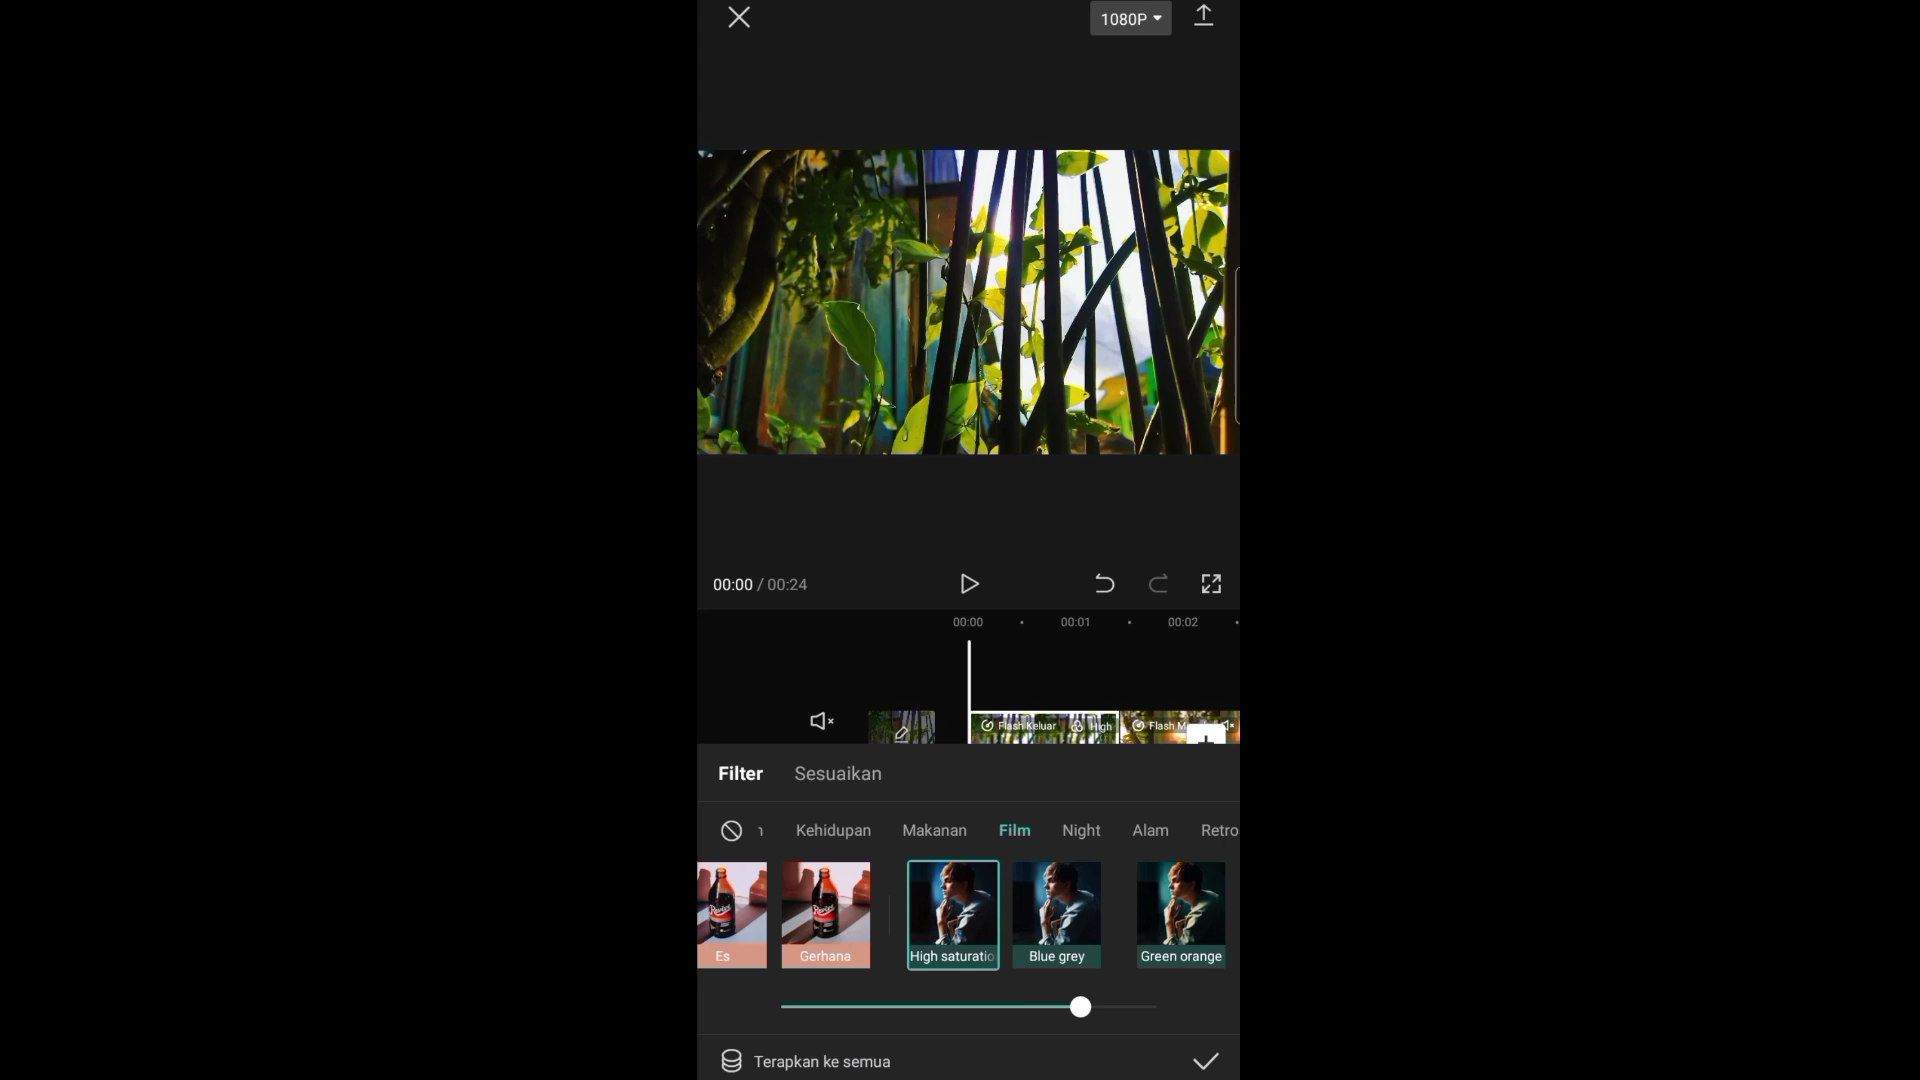 1080P
00:00 / 00:24
00:00
00:01
00:02
Flash Keluar
High
Flash M
Filter
Sesuaikan
Kehidupan
Makanan
Film
Night
Alam
Retro
Es
Gerhana
High saturatio
Blue grey
Green orange
Terapkan ke semua